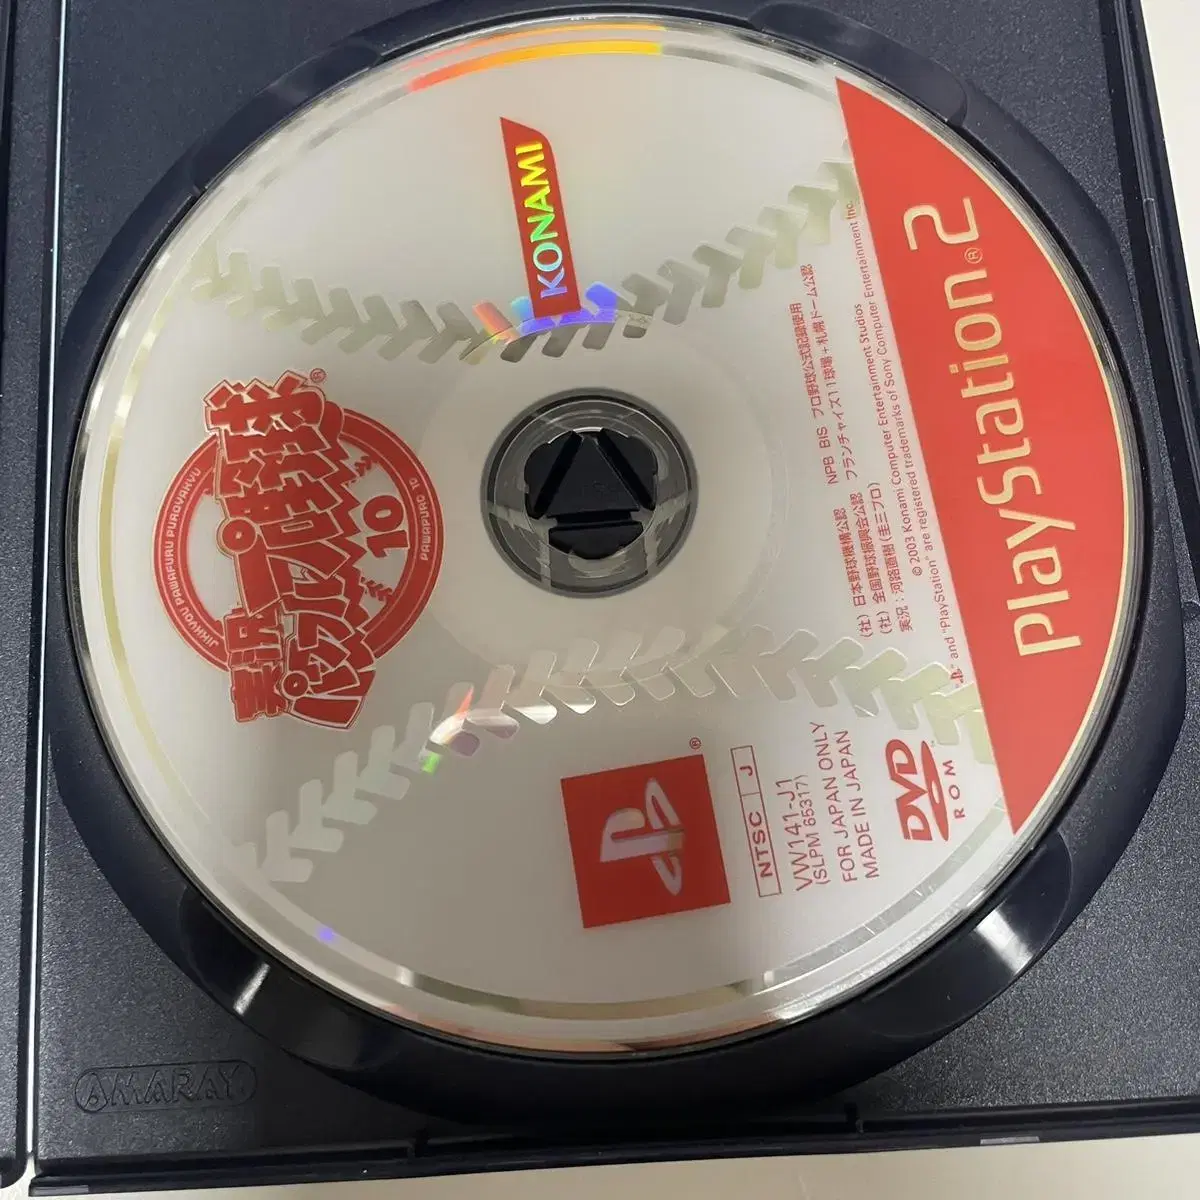 PlayStation®2
KONAMI
実況パワフルプロ野球®
10
JIKKYOU PAWAFURU PUROYAKYU
PAWAPURO 10
(社) 日本野球機構公認 NPB BIS プロ野球公式記録使用
(社) 全国野球振興会公認 フランチャイズ11球場+札幌ドーム公認
実況:河路直樹(圭三プロ)
© 2003 Konami Computer Entertainment Studios
" " and "PlayStation" are registered trademarks of Sony Computer Entertainment Inc.
®
NTSC J
VW141-J1
(SLPM 65317)
FOR JAPAN ONLY
MADE IN JAPAN
DVD
ROM
AMARAY